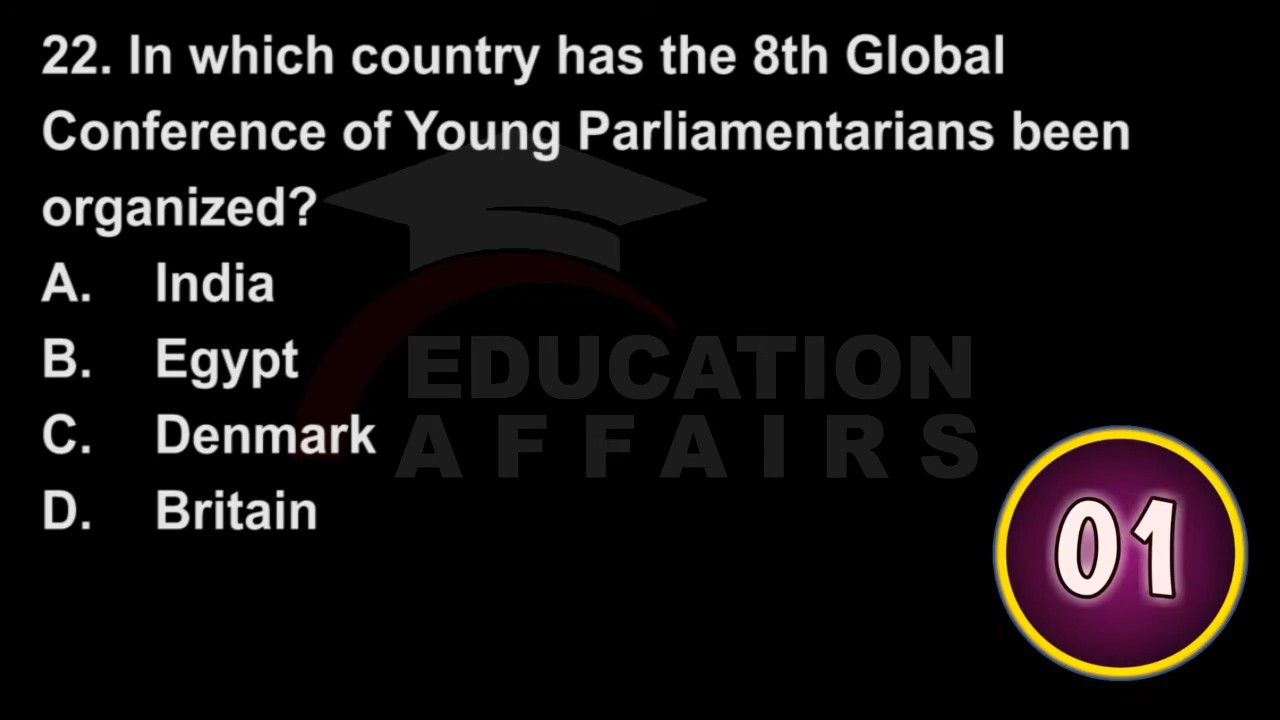 22. In which country has the 8th Global
Conference of Young Parliamentarians been
organized?
A. India
B. Egypt
C. Denmark
D. Britain
EDUCATION
AFFAIRS
01